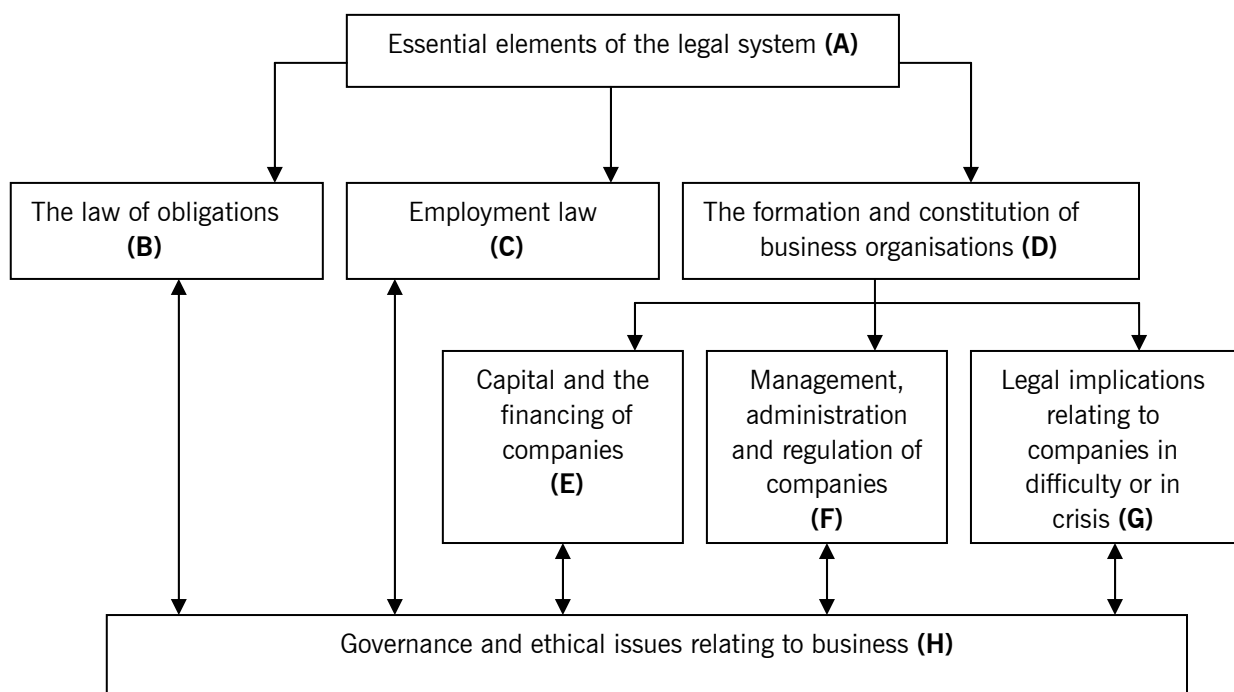 Essential elements of the legal system (A)
The law of obligations
(B)
Employment law
(C)
The formation and constitution of
business organisations (D)
Capital and the
financing of
companies
(E)
Management,
administration
and regulation of
companies
(F)
Legal implications
relating to
companies in
difficulty or in
crisis (G)
Governance and ethical issues relating to business (H)